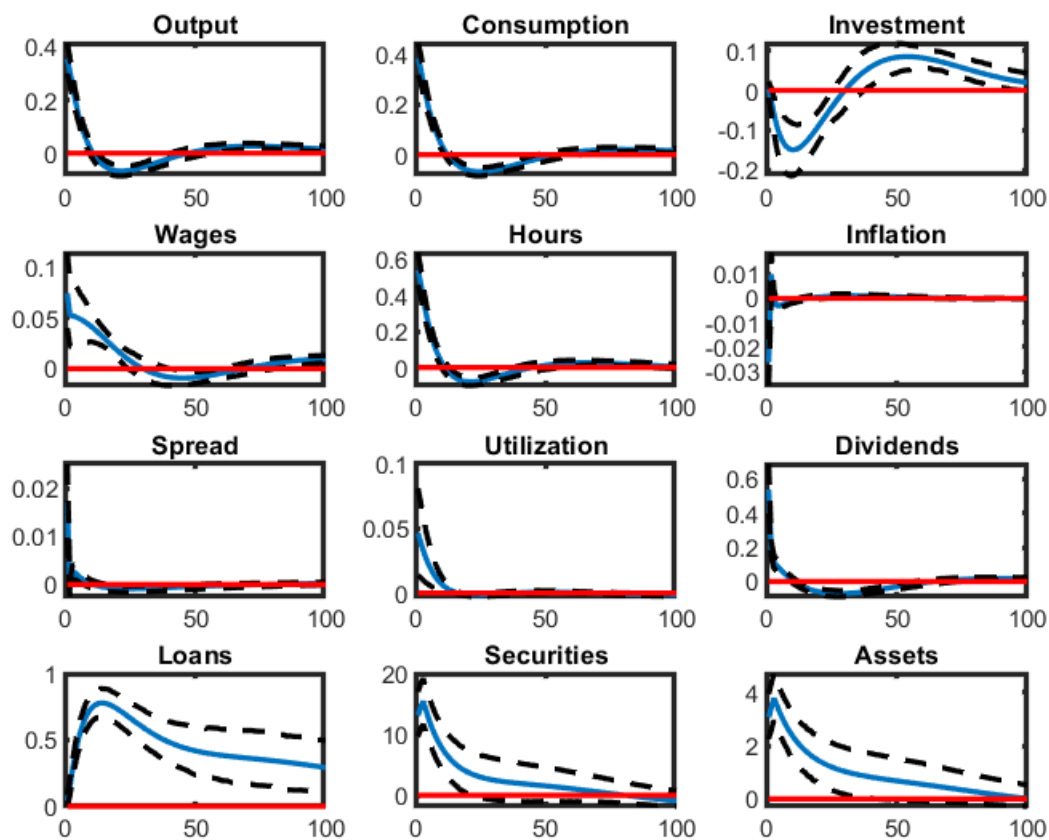 Output
0.4
0.2
0
0 50 100
Consumption
0.4
0.2
0
0 50 100
Investment
0.1
0
-0.1
-0.2
0 50 100
Wages
0.1
0.05
0
0 50 100
Hours
0.6
0.4
0.2
0
0 50 100
Inflation
0.01
0
-0.01
-0.02
-0.03
0 50 100
Spread
0.02
0.01
0
0 50 100
Utilization
0.1
0.05
0
0 50 100
Dividends
0.6
0.4
0.2
0
0 50 100
Loans
1
0.5
0
0 50 100
Securities
20
10
0
0 50 100
Assets
4
2
0
0 50 100